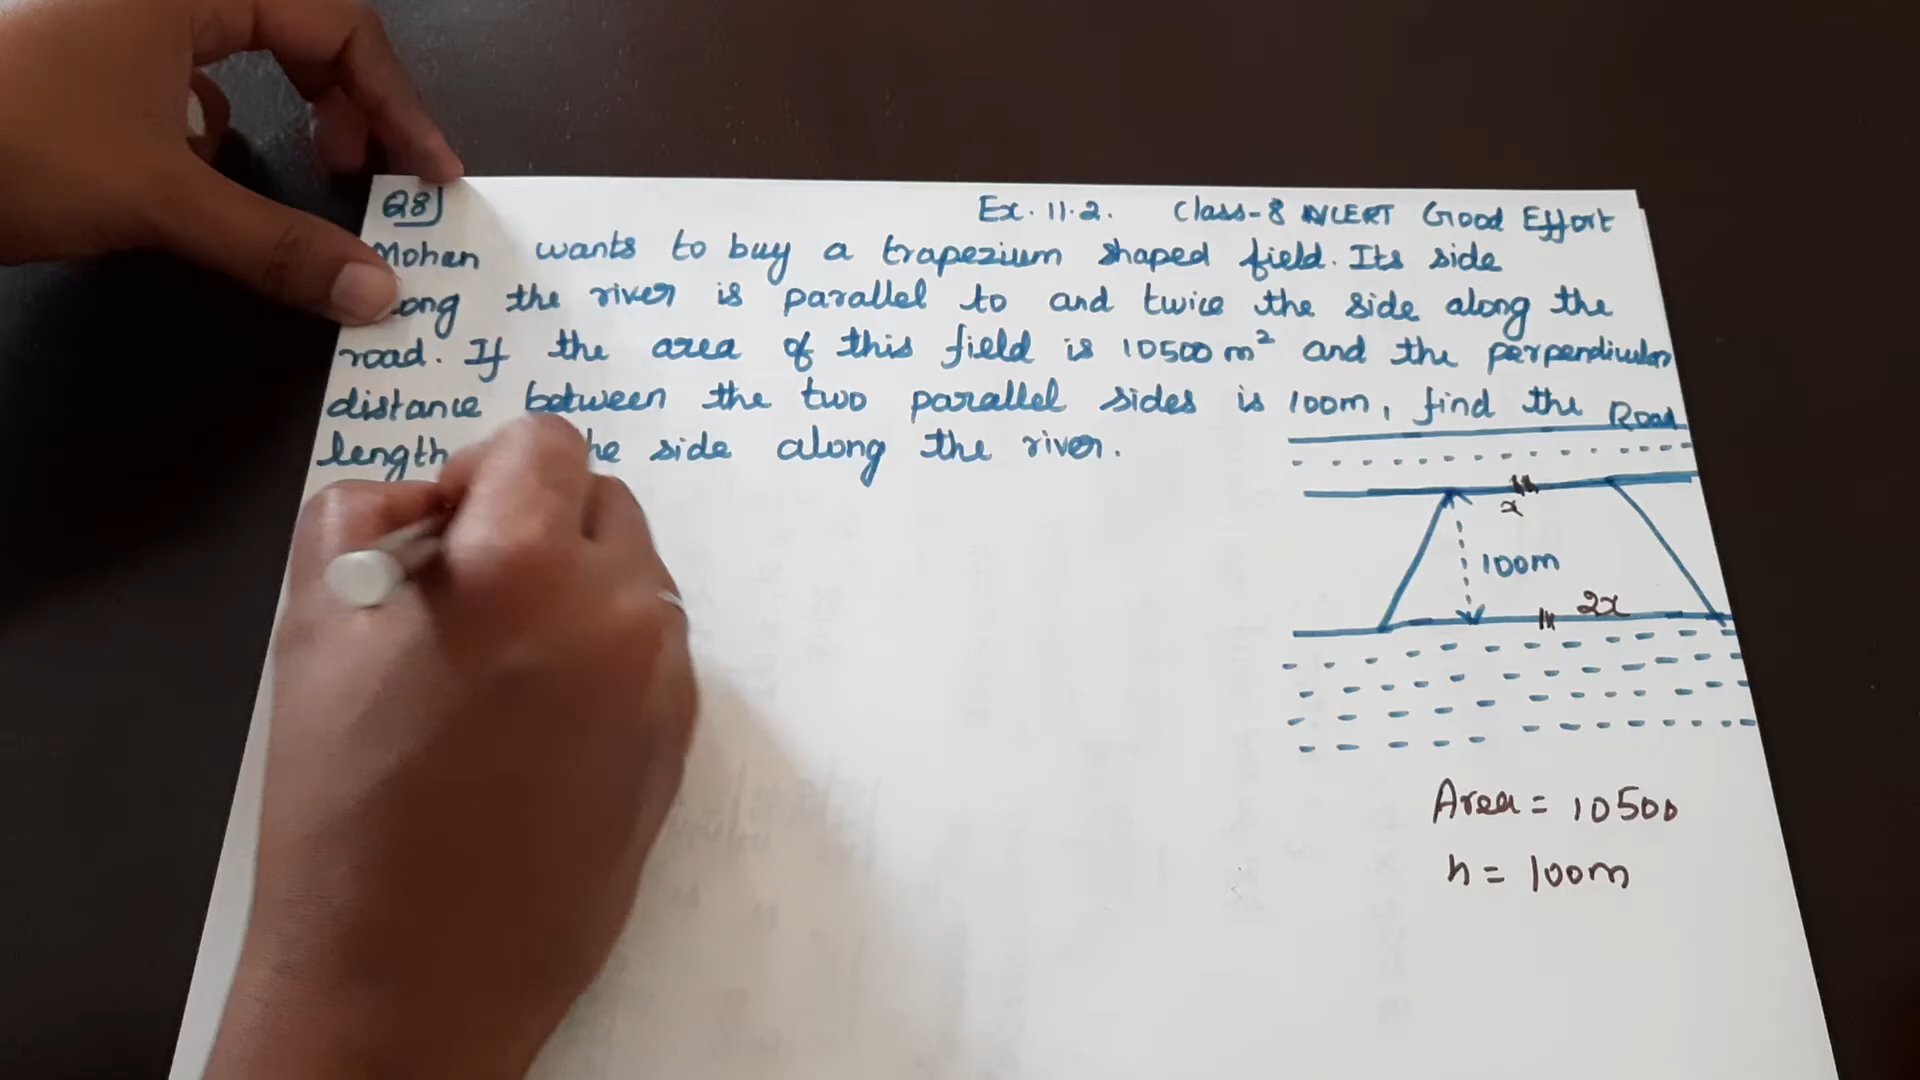 Q8)
Ex. 11.2. Class-8 NCERT Good Effort
Mohan wants to buy a trapezium shaped field. Its side
ong the river is parallel to and twice the side along the
road. If the area of this field is 10500 m² and the perpendicular
distance between the two parallel sides is 100m, find the
length he side along the river.
Road
x
100m
2x
Area = 10500
h = 100m